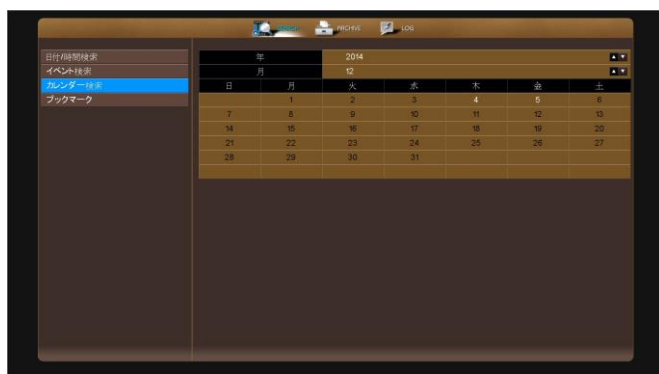 SEARCH ARCHIVE LOG
日付/時間検索
イベント検索
カレンダー検索
ブックマーク
年 2014
月 12
日 月 火 水 木 金 土
1 2 3 4 5 6
7 8 9 10 11 12 13
14 15 16 17 18 19 20
21 22 23 24 25 26 27
28 29 30 31